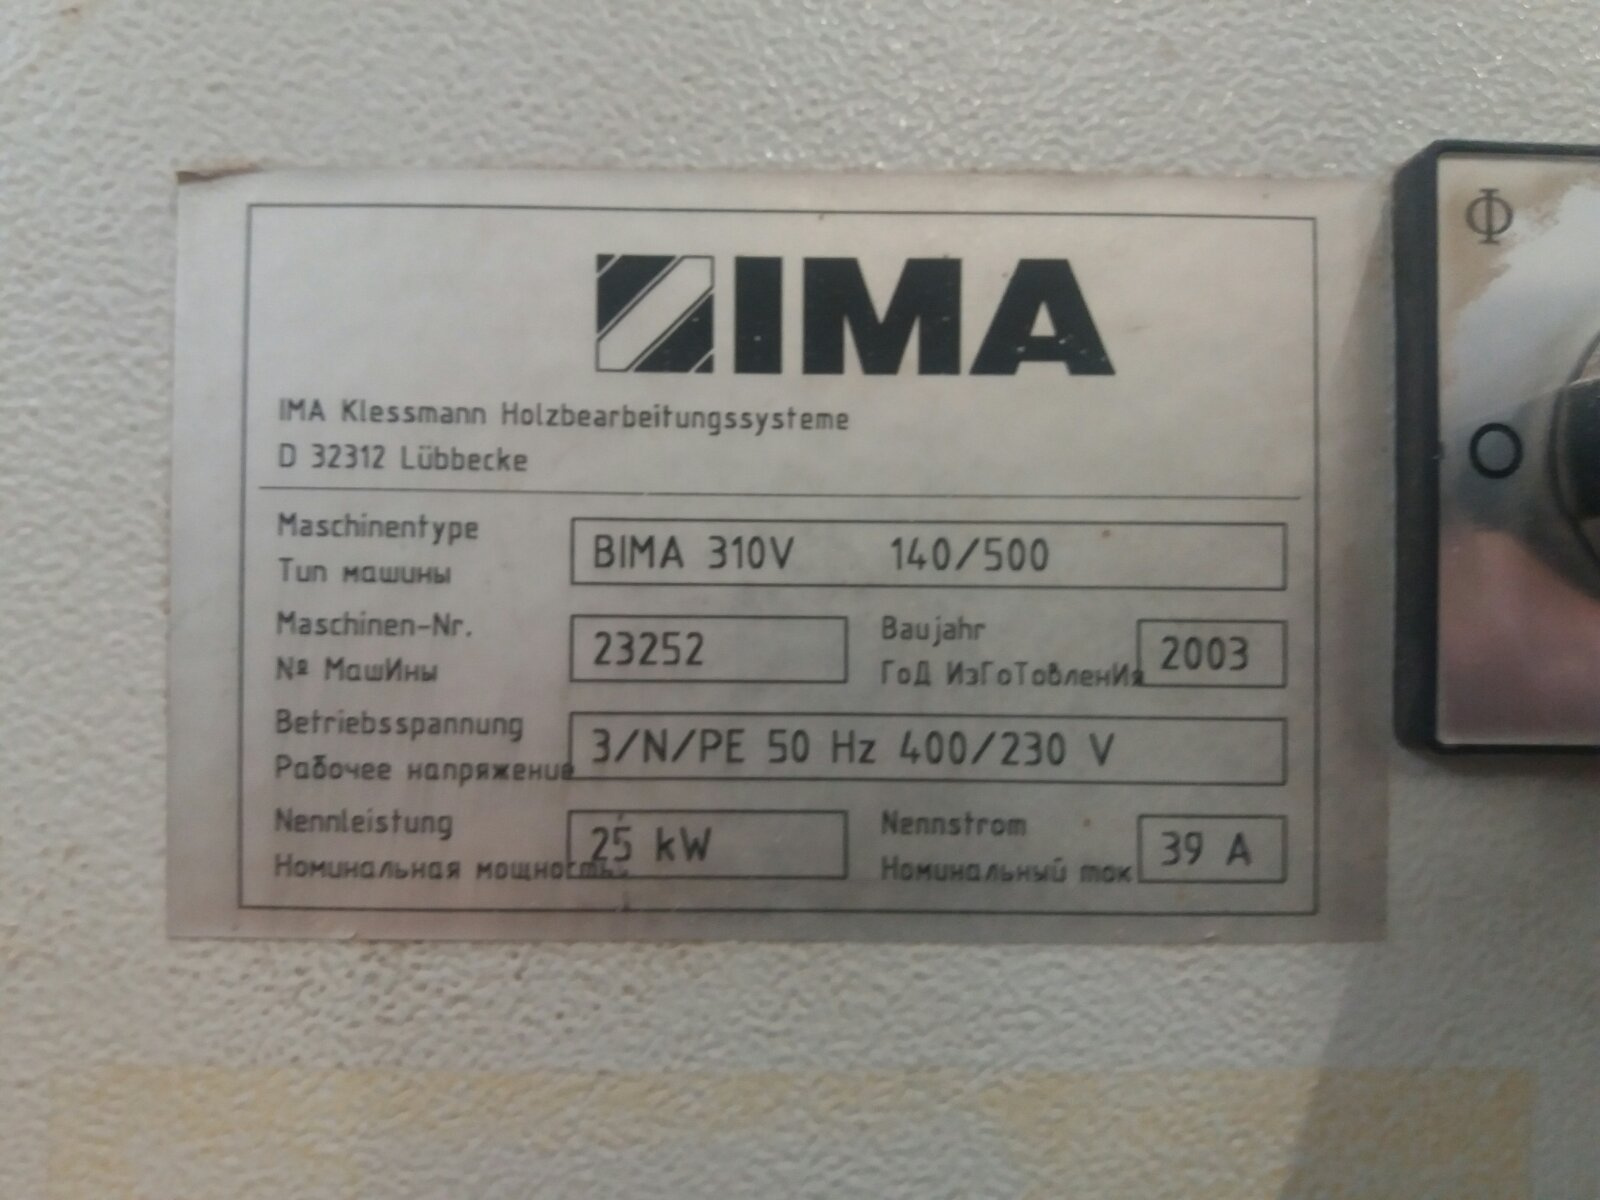 IMA
IMA Klessmann Holzbearbeitungssysteme
D 32312 Lübbecke
Maschinentype
Тип машины
BIMA 310V 140/500
Maschinen-Nr.
№ МашИны
23252
Baujahr
ГоД ИзГоТовленИя
2003
Betriebsspannung
Рабочее напряжение
3/N/PE 50 Hz 400/230 V
Nennleistung
Номинальная мощность
25 kW
Nennstrom
Номинальный ток
39 A
Ф
O